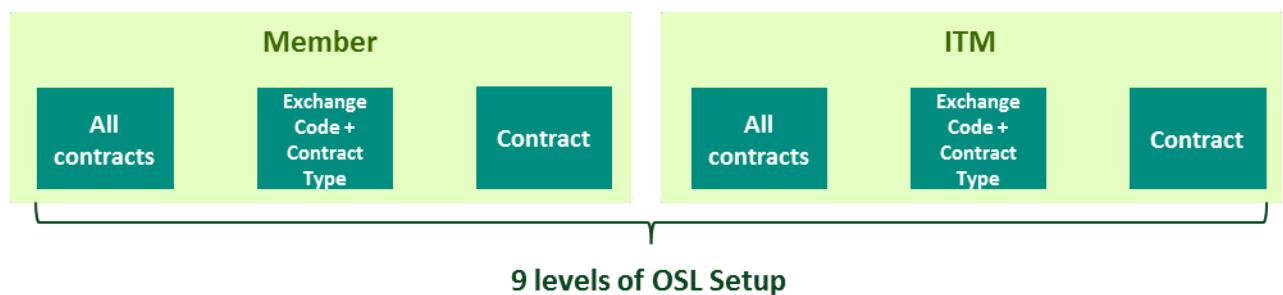 Member
All
contracts
Exchange
Code +
Contract
Type
Contract
ITM
All
contracts
Exchange
Code +
Contract
Type
Contract
9 levels of OSL Setup